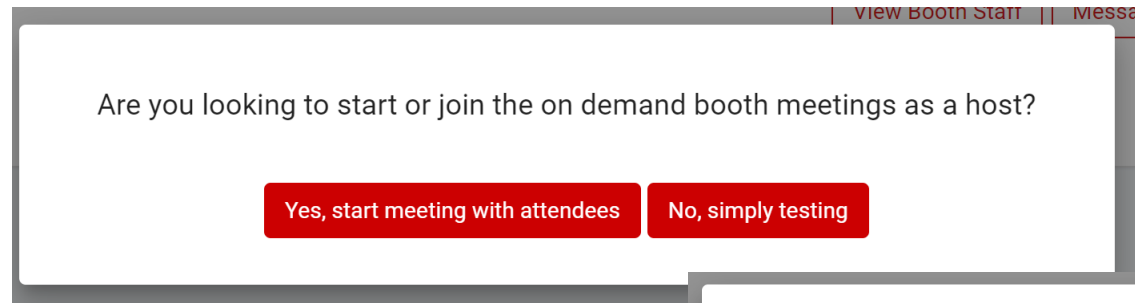 View Booth Staff
Are you looking to start or join the on demand booth meetings as a host?
Yes, start meeting with attendees
No, simply testing